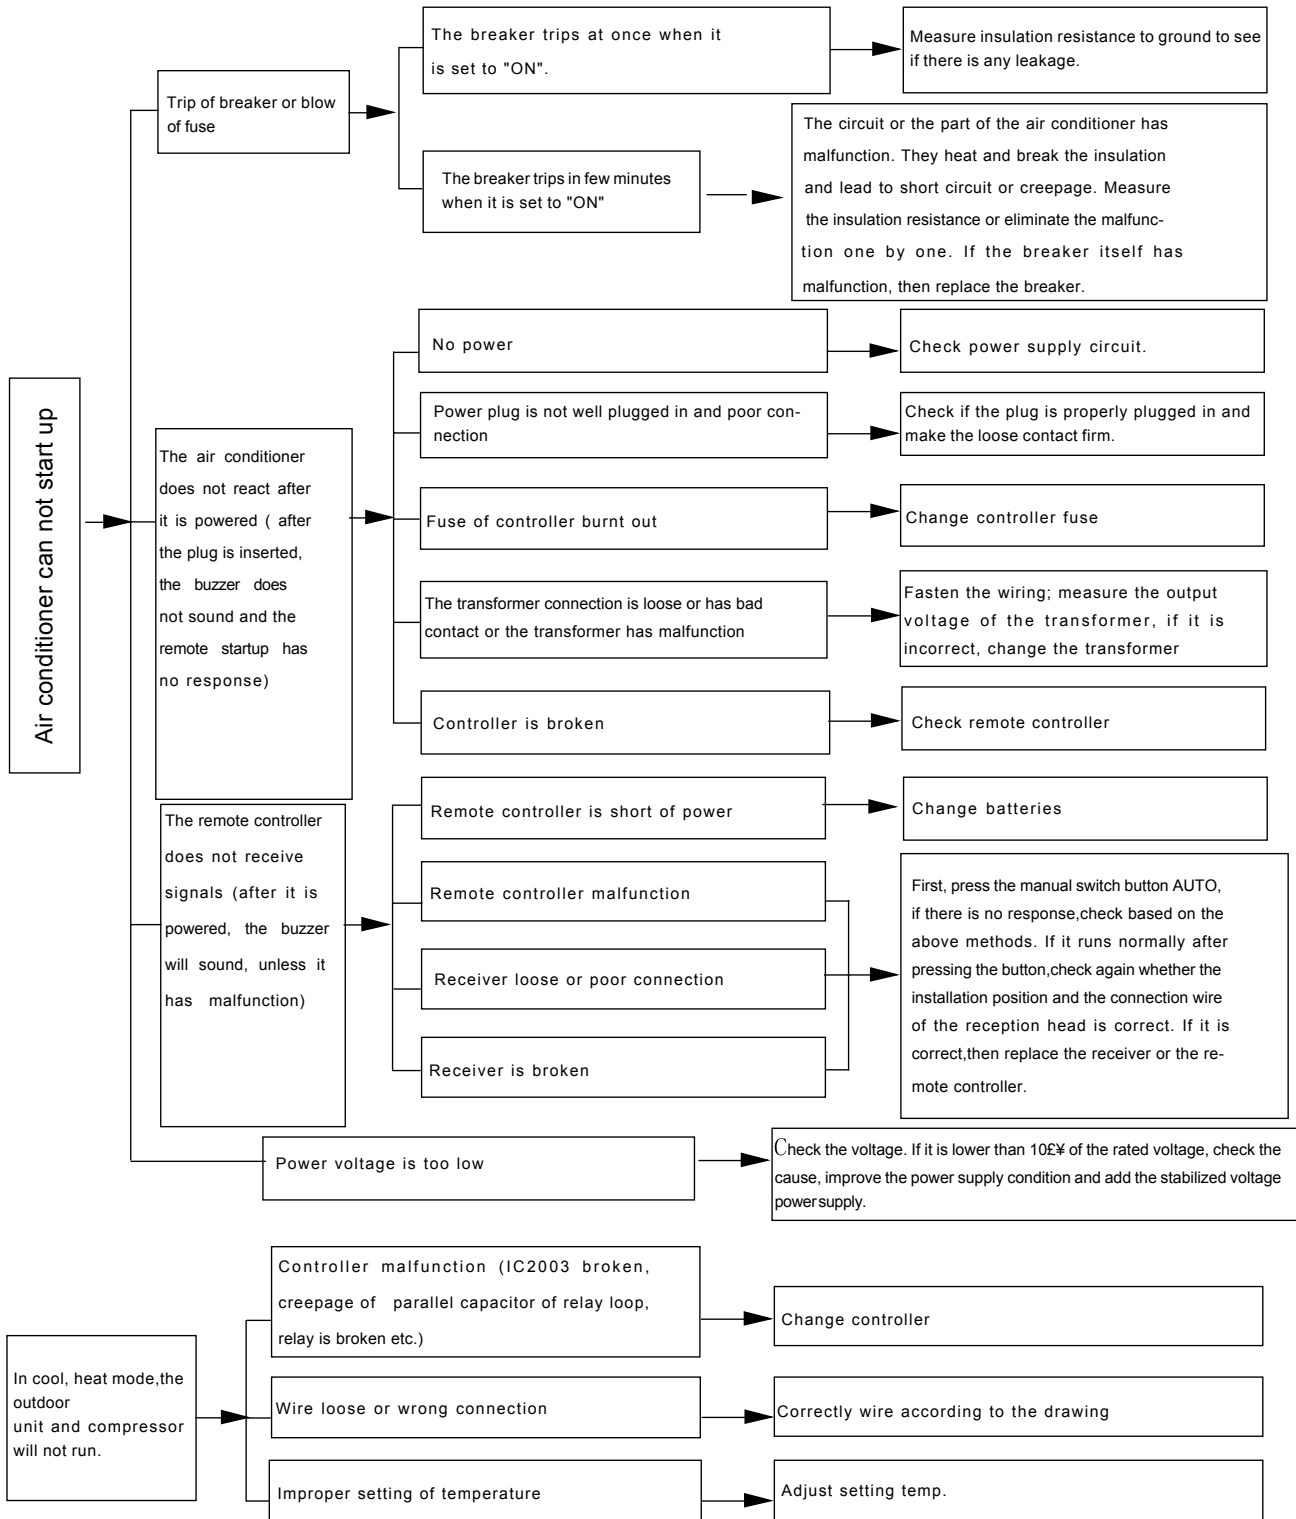 Air conditioner can not start up
Trip of breaker or blow
of fuse
The breaker trips at once when it
is set to "ON".
Measure insulation resistance to ground to see
if there is any leakage.
The breaker trips in few minutes
when it is set to "ON"
The circuit or the part of the air conditioner has
malfunction. They heat and break the insulation
and lead to short circuit or creepage. Measure
the insulation resistance or eliminate the malfunc-
tion one by one. If the breaker itself has
malfunction, then replace the breaker.
The air conditioner
does not react after
it is powered ( after
the plug is inserted,
the buzzer does
not sound and the
remote startup has
no response)
No power
Check power supply circuit.
Power plug is not well plugged in and poor con-
nection
Check if the plug is properly plugged in and
make the loose contact firm.
Fuse of controller burnt out
Change controller fuse
The transformer connection is loose or has bad
contact or the transformer has malfunction
Fasten the wiring; measure the output
voltage of the transformer, if it is
incorrect, change the transformer
Controller is broken
Check remote controller
The remote controller
does not receive
signals (after it is
powered, the buzzer
will sound, unless it
has malfunction)
Remote controller is short of power
Change batteries
Remote controller malfunction
Receiver loose or poor connection
Receiver is broken
First, press the manual switch button AUTO,
if there is no response,check based on the
above methods. If it runs normally after
pressing the button,check again whether the
installation position and the connection wire
of the reception head is correct. If it is
correct,then replace the receiver or the re-
mote controller.
Power voltage is too low
Check the voltage. If it is lower than 10£¥ of the rated voltage, check the
cause, improve the power supply condition and add the stabilized voltage
power supply.
In cool, heat mode,the
outdoor
unit and compressor
will not run.
Controller malfunction (IC2003 broken,
creepage of parallel capacitor of relay loop,
relay is broken etc.)
Change controller
Wire loose or wrong connection
Correctly wire according to the drawing
Improper setting of temperature
Adjust setting temp.